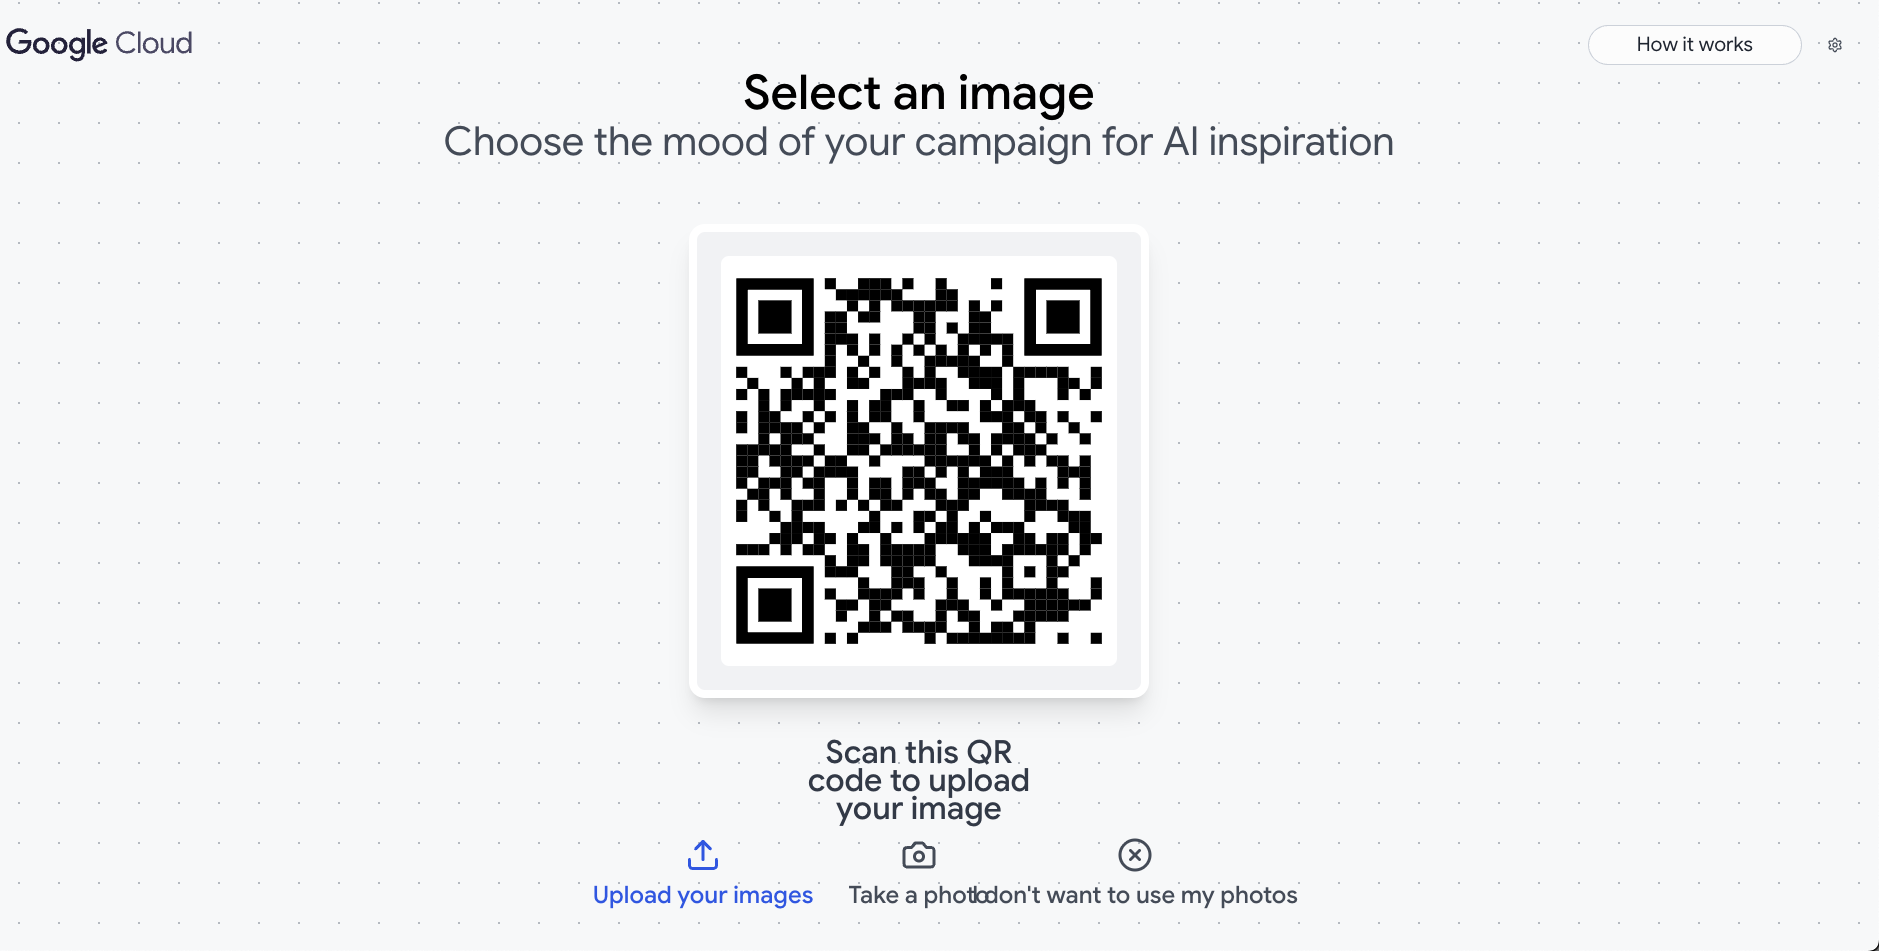 Google Cloud
How it works
Select an image
Choose the mood of your campaign for AI inspiration
Scan this QR
code to upload
your image
Upload your images
Take a photo
I don't want to use my photos